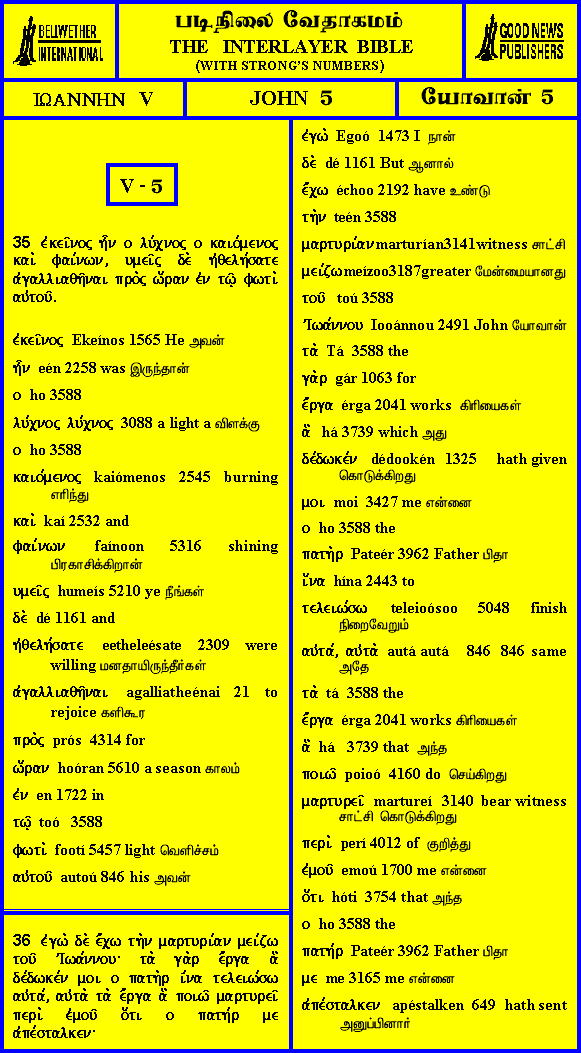 BELLWETHER INTERNATIONAL
படிநிலை வேதாகமம்
THE INTERLAYER BIBLE
(WITH STRONG'S NUMBERS)
GOOD NEWS PUBLISHERS
ΙΩΑΝΝΗΝ V
JOHN 5
யோவான் 5
V - 5
35 ἐκεῖνος ἦν ο λύχνος ο καιόμενος
καὶ φαίνων, υμεῖς δὲ ἠθελήσατε
ἀγαλλιαθῆναι πρὸς ὥραν ἐν τῷ φωτὶ
αὐτοῦ.
ἐκεῖνος Ekeínos 1565 He அவன்
ἦν eén 2258 was இருந்தான்
ο ho 3588
λύχνος λύχνος 3088 a light a விளக்கு
ο ho 3588
καιόμενος kaiómenos 2545 burning
எரிந்து
καὶ kaí 2532 and
φαίνων faínoon 5316 shining
பிரகாசிக்கிறான்
υμεῖς humeís 5210 ye நீங்கள்
δὲ dé 1161 and
ἠθελήσατε eetheleésate 2309 were
willing மனதாயிருந்தீர்கள்
ἀγαλλιαθῆναι agalliatheénai 21 to
rejoice களிகூர
πρὸς prós 4314 for
ὥραν hoóran 5610 a season காலம்
ἐν en 1722 in
τῷ toó 3588
φωτὶ footí 5457 light வெளிச்சம்
αὐτοῦ autoú 846 his அவன்
36 ἐγὼ δὲ ἔχω τὴν μαρτυρίαν μείζω
τοῦ Ἰωάννου· τὰ γὰρ ἔργα ἃ
δέδωκέν μοι ο πατὴρ ἵνα τελειώσω
αὐτά, αὐτὰ τὰ ἔργα ἃ ποιῶ μαρτυρεῖ
περὶ ἐμοῦ ὅτι ο πατήρ με
ἀπέσταλκεν·
ἐγὼ Egoó 1473 I நான்
δὲ dé 1161 But ஆனால்
ἔχω échoo 2192 have உண்டு
τὴν teén 3588
μαρτυρίαν marturían3141witness சாட்சி
μείζω meízoo3187greater மேன்மையானது
τοῦ toú 3588
Ἰωάννου Iooánnou 2491 John யோவான்
τὰ Tá 3588 the
γὰρ gár 1063 for
ἔργα érga 2041 works கிரியைகள்
ἃ há 3739 which அது
δέδωκέν dédookén 1325 hath given
கொடுக்கிறது
μοι moi 3427 me என்னை
ο ho 3588 the
πατὴρ Pateér 3962 Father பிதா
ἵνα hína 2443 to
τελειώσω teleioósoo 5048 finish
நிறைவேறும்
αὐτά, αὐτὰ autá autá 846 846 same
அதே
τὰ tá 3588 the
ἔργα érga 2041 works கிரியைகள்
ἃ há 3739 that அந்த
ποιῶ poioó 4160 do செய்கிறது
μαρτυρεῖ martureí 3140 bear witness
சாட்சி கொடுக்கிறது
περὶ perí 4012 of குறித்து
ἐμοῦ emoú 1700 me என்னை
ὅτι hóti 3754 that அந்த
ο ho 3588 the
πατήρ Pateér 3962 Father பிதா
με me 3165 me என்னை
ἀπέσταλκεν apéstalken 649 hath sent
அனுப்பினார்